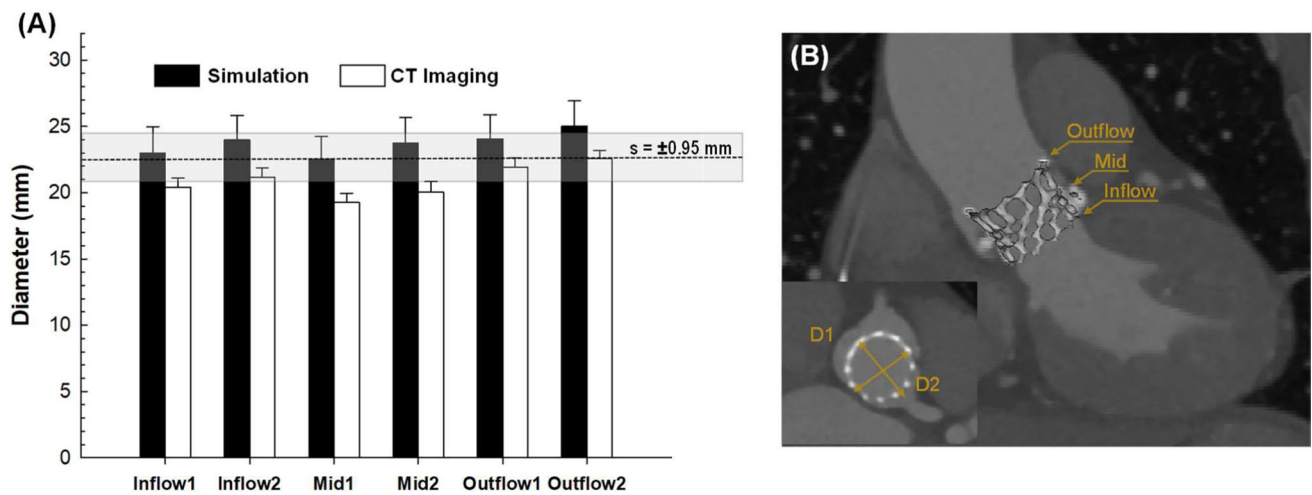 (A)
Simulation CT Imaging
Diameter (mm)
30
25
20
15
10
5
0
s = ±0.95 mm
Inflow1 Inflow2 Mid1 Mid2 Outflow1 Outflow2
(B)
Outflow
Mid
Inflow
D1
D2